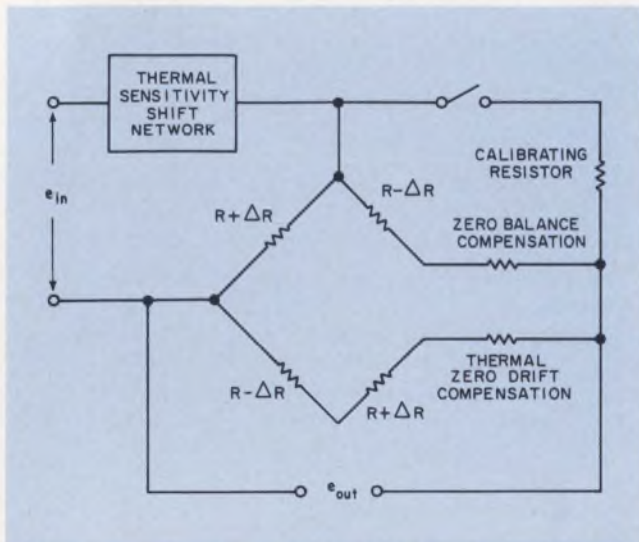 THERMAL
SENSITIVITY
SHIFT
NETWORK
CALIBRATING
RESISTOR
e_in
R+ΔR
R-ΔR
ZERO BALANCE
COMPENSATION
R-ΔR
R+ΔR
THERMAL
ZERO DRIFT
COMPENSATION
e_out